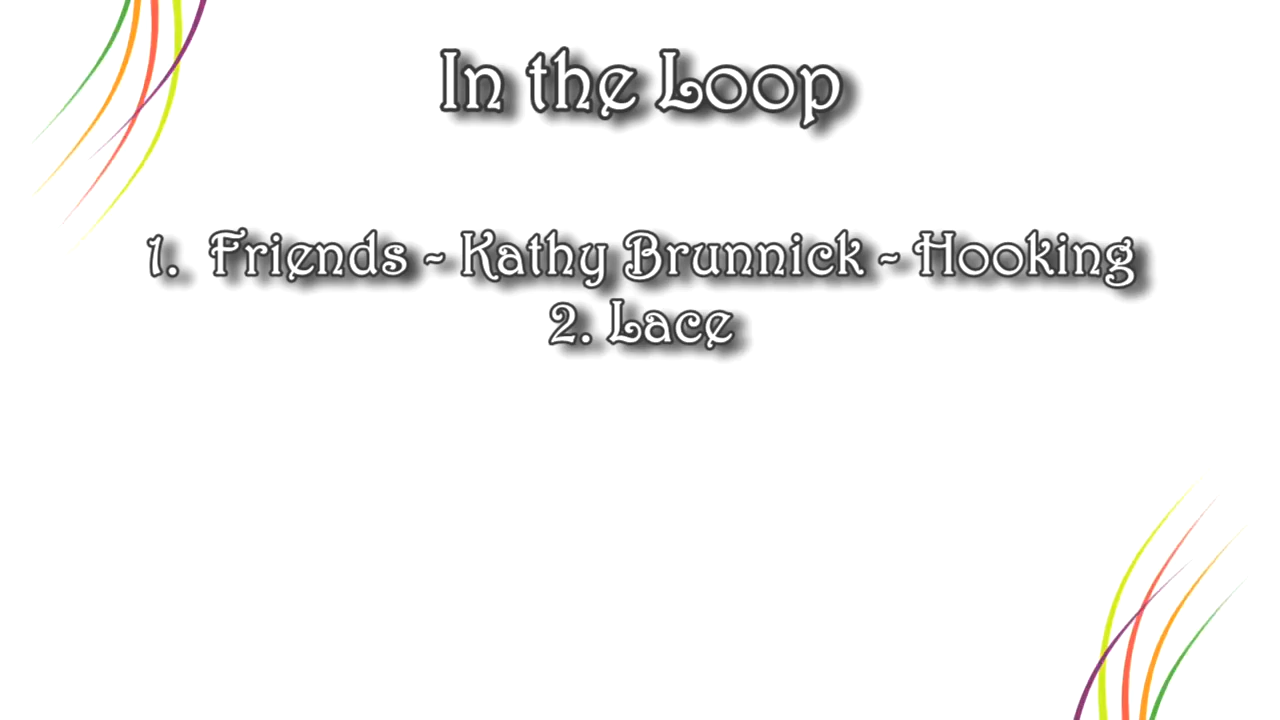 In the Loop
1. Friends ~ Kathy Brunnick ~ Hooking
2. Lace